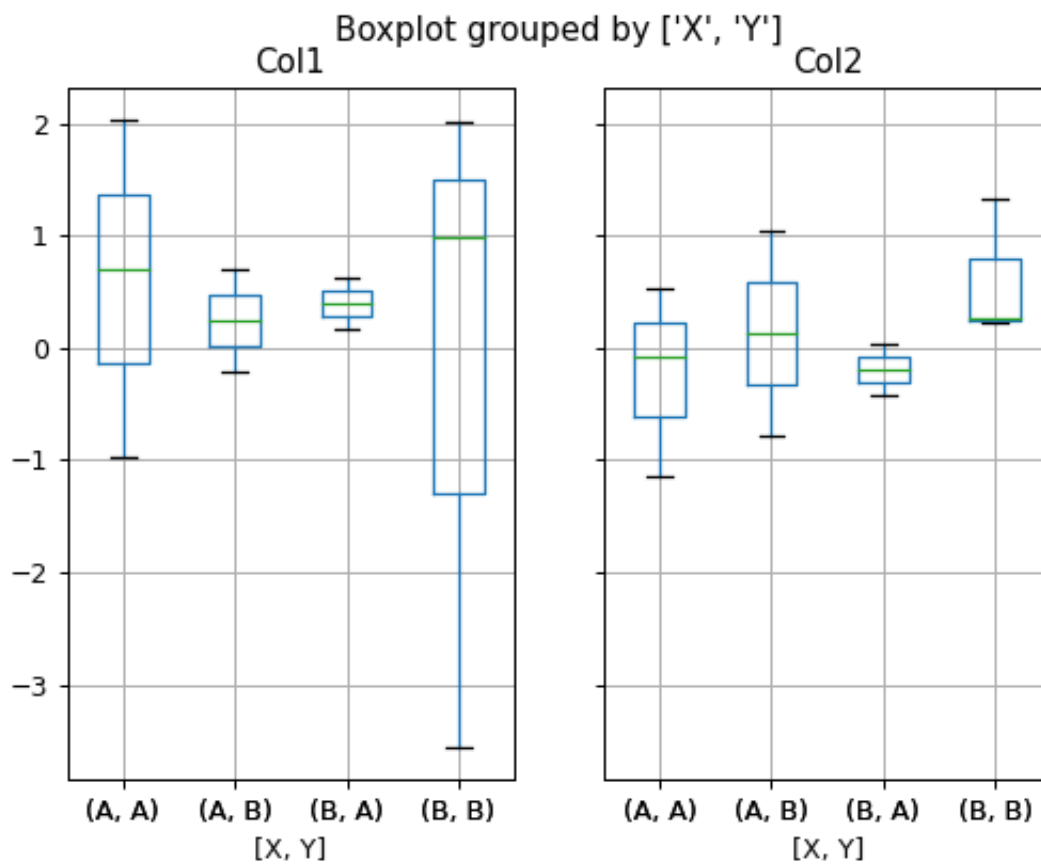 Boxplot grouped by ['X', 'Y']
Col1 Col2
2
1
0
−1
−2
−3
(A, A) (A, B) (B, A) (B, B) (A, A) (A, B) (B, A) (B, B)
[X, Y] [X, Y]